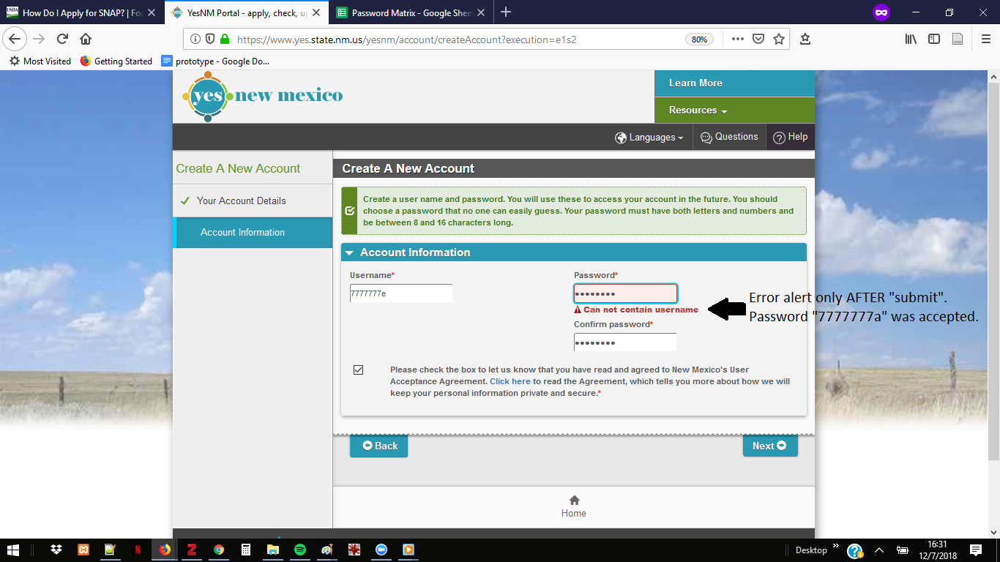 How Do I Apply for SNAP? | Foo
YesNM Portal - apply, check, up
Password Matrix - Google Shee
https://www.yes.state.nm.us/yesnm/account/createAccount?execution=e1s2
80%
Most Visited
Getting Started
prototype - Google Do...
yes new mexico
Learn More
Resources
Languages
Questions
Help
Create A New Account
Your Account Details
Account Information
Create A New Account
Create a user name and password. You will use these to access your account in the future. You should
choose a password that no one can easily guess. Your password must have both letters and numbers and
be between 8 and 16 characters long.
Account Information
Username*
7777777e
Password*
●●●●●●●●
Can not contain username
Confirm password*
●●●●●●●●
Error alert only AFTER "submit".
Password "7777777a" was accepted.
Please check the box to let us know that you have read and agreed to New Mexico's User
Acceptance Agreement. Click here to read the Agreement, which tells you more about how we will
keep your personal information private and secure.*
Back
Next
Home
Desktop
16:31
12/7/2018